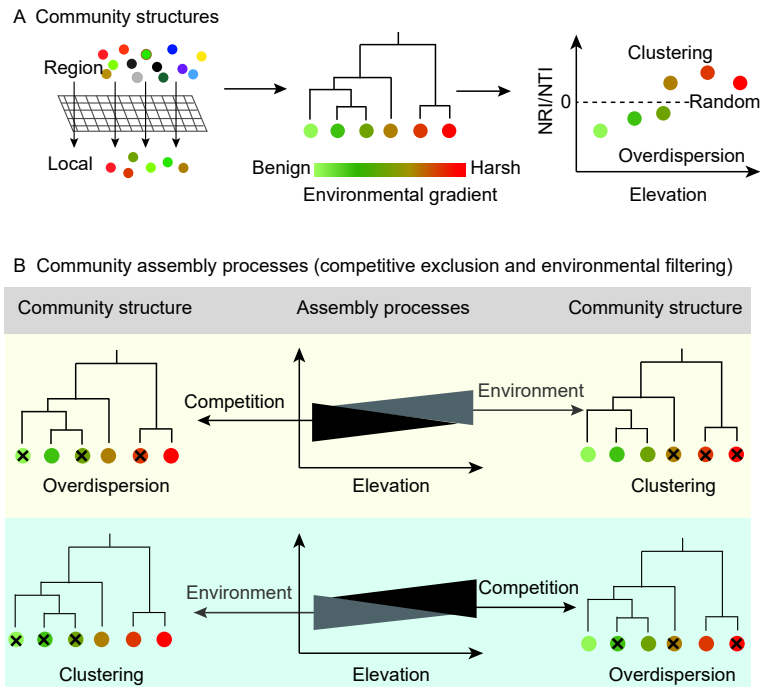 A Community structures
Region
Local
Benign
Harsh
Environmental gradient
NRI/NTI
0
Clustering
Random
Overdispersion
Elevation
B Community assembly processes (competitive exclusion and environmental filtering)
Community structure
Assembly processes
Community structure
Competition
Environment
Overdispersion
Elevation
Clustering
Environment
Competition
Clustering
Elevation
Overdispersion